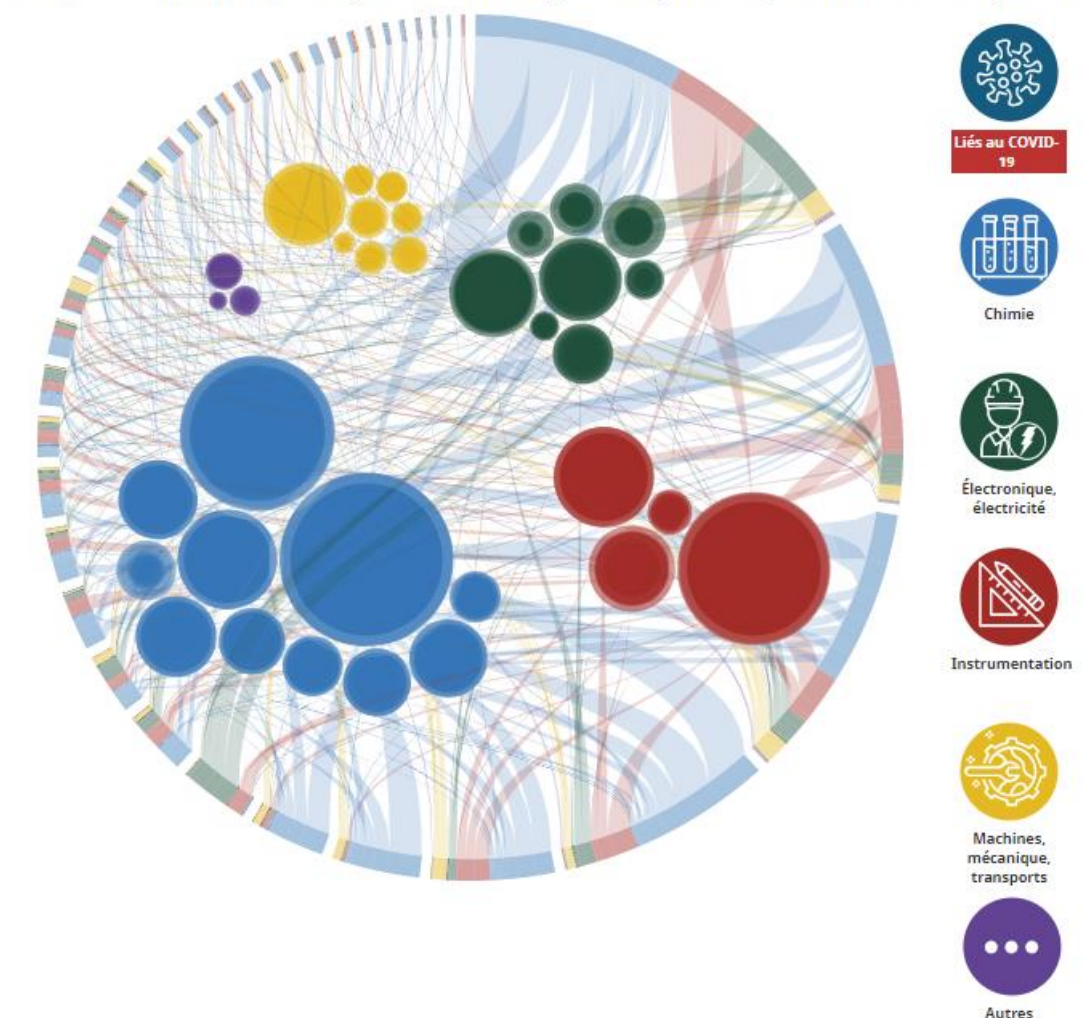 Liés au COVID-
19
Chimie
Électronique,
électricité
Instrumentation
Machines,
mécanique,
transports
Autres